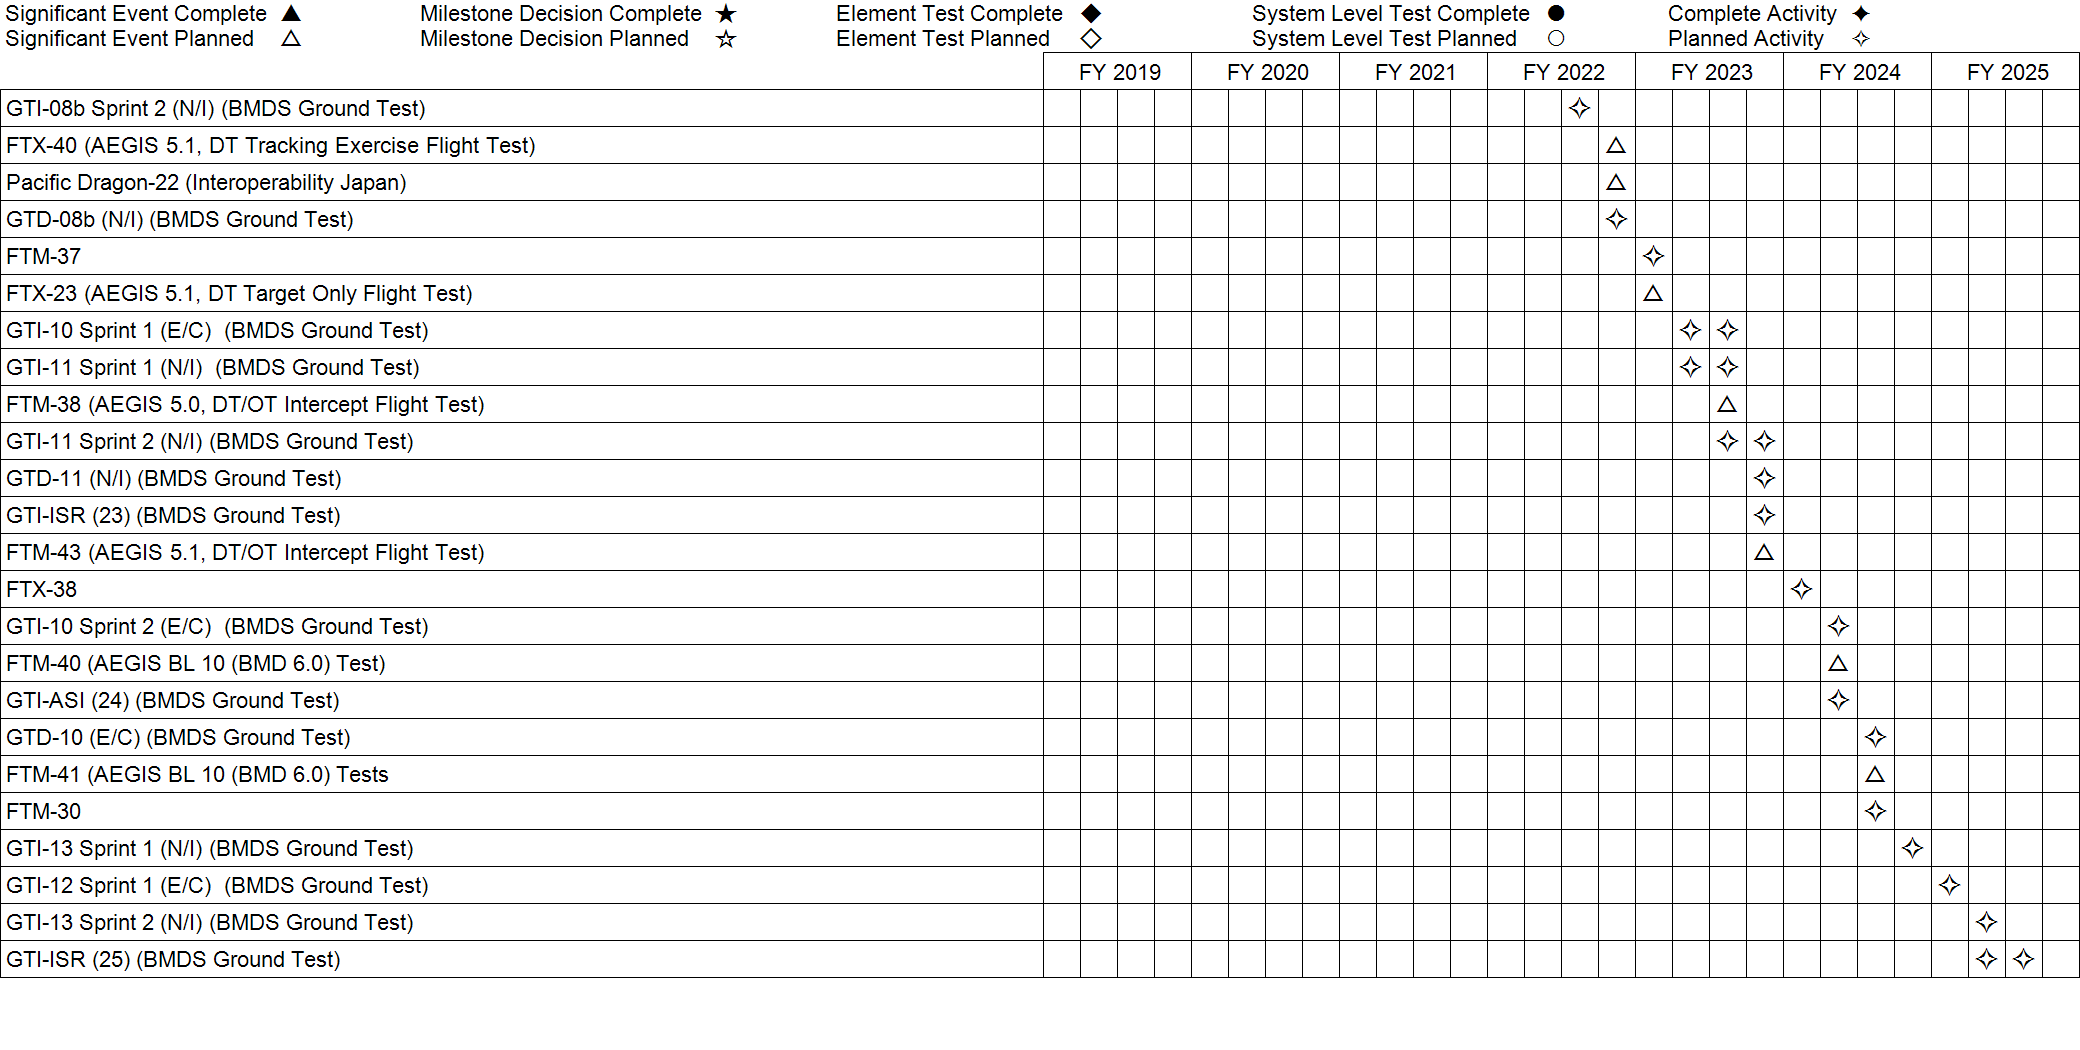 Significant Event Complete ▲ Milestone Decision Complete ★ Element Test Complete ◆ System Level Test Complete ● Complete Activity ✦
Significant Event Planned △ Milestone Decision Planned ☆ Element Test Planned ◇ System Level Test Planned ○ Planned Activity ✧
FY 2019 FY 2020 FY 2021 FY 2022 FY 2023 FY 2024 FY 2025
GTI-08b Sprint 2 (N/I) (BMDS Ground Test)
FTX-40 (AEGIS 5.1, DT Tracking Exercise Flight Test)
Pacific Dragon-22 (Interoperability Japan)
GTD-08b (N/I) (BMDS Ground Test)
FTM-37
FTX-23 (AEGIS 5.1, DT Target Only Flight Test)
GTI-10 Sprint 1 (E/C)  (BMDS Ground Test)
GTI-11 Sprint 1 (N/I)  (BMDS Ground Test)
FTM-38 (AEGIS 5.0, DT/OT Intercept Flight Test)
GTI-11 Sprint 2 (N/I) (BMDS Ground Test)
GTD-11 (N/I) (BMDS Ground Test)
GTI-ISR (23) (BMDS Ground Test)
FTM-43 (AEGIS 5.1, DT/OT Intercept Flight Test)
FTX-38
GTI-10 Sprint 2 (E/C)  (BMDS Ground Test)
FTM-40 (AEGIS BL 10 (BMD 6.0) Test)
GTI-ASI (24) (BMDS Ground Test)
GTD-10 (E/C) (BMDS Ground Test)
FTM-41 (AEGIS BL 10 (BMD 6.0) Tests
FTM-30
GTI-13 Sprint 1 (N/I) (BMDS Ground Test)
GTI-12 Sprint 1 (E/C)  (BMDS Ground Test)
GTI-13 Sprint 2 (N/I) (BMDS Ground Test)
GTI-ISR (25) (BMDS Ground Test)